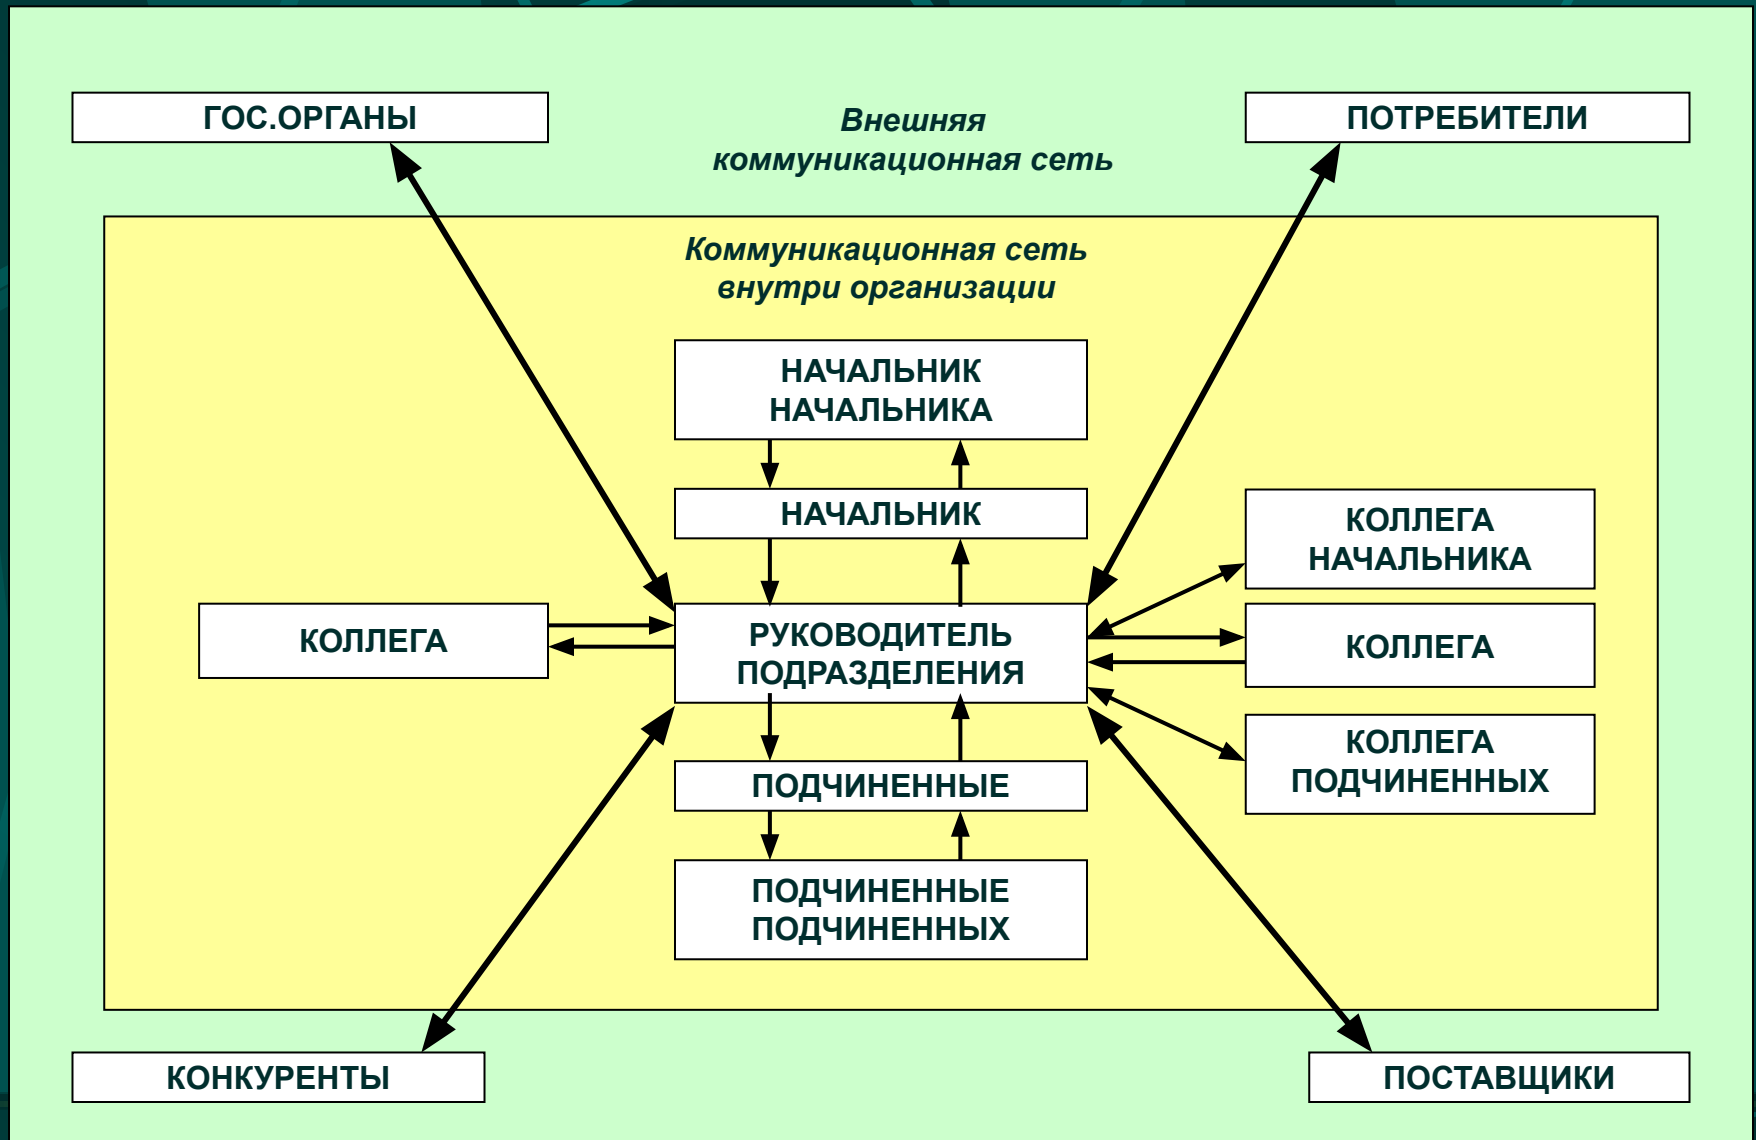 ГОС.ОРГАНЫ
Внешняя
коммуникационная сеть
ПОТРЕБИТЕЛИ
Коммуникационная сеть
внутри организации
НАЧАЛЬНИК
НАЧАЛЬНИКА
НАЧАЛЬНИК
КОЛЛЕГА
НАЧАЛЬНИКА
КОЛЛЕГА
РУКОВОДИТЕЛЬ
ПОДРАЗДЕЛЕНИЯ
КОЛЛЕГА
ПОДЧИНЕННЫЕ
КОЛЛЕГА
ПОДЧИНЕННЫХ
ПОДЧИНЕННЫЕ
ПОДЧИНЕННЫХ
КОНКУРЕНТЫ
ПОСТАВЩИКИ